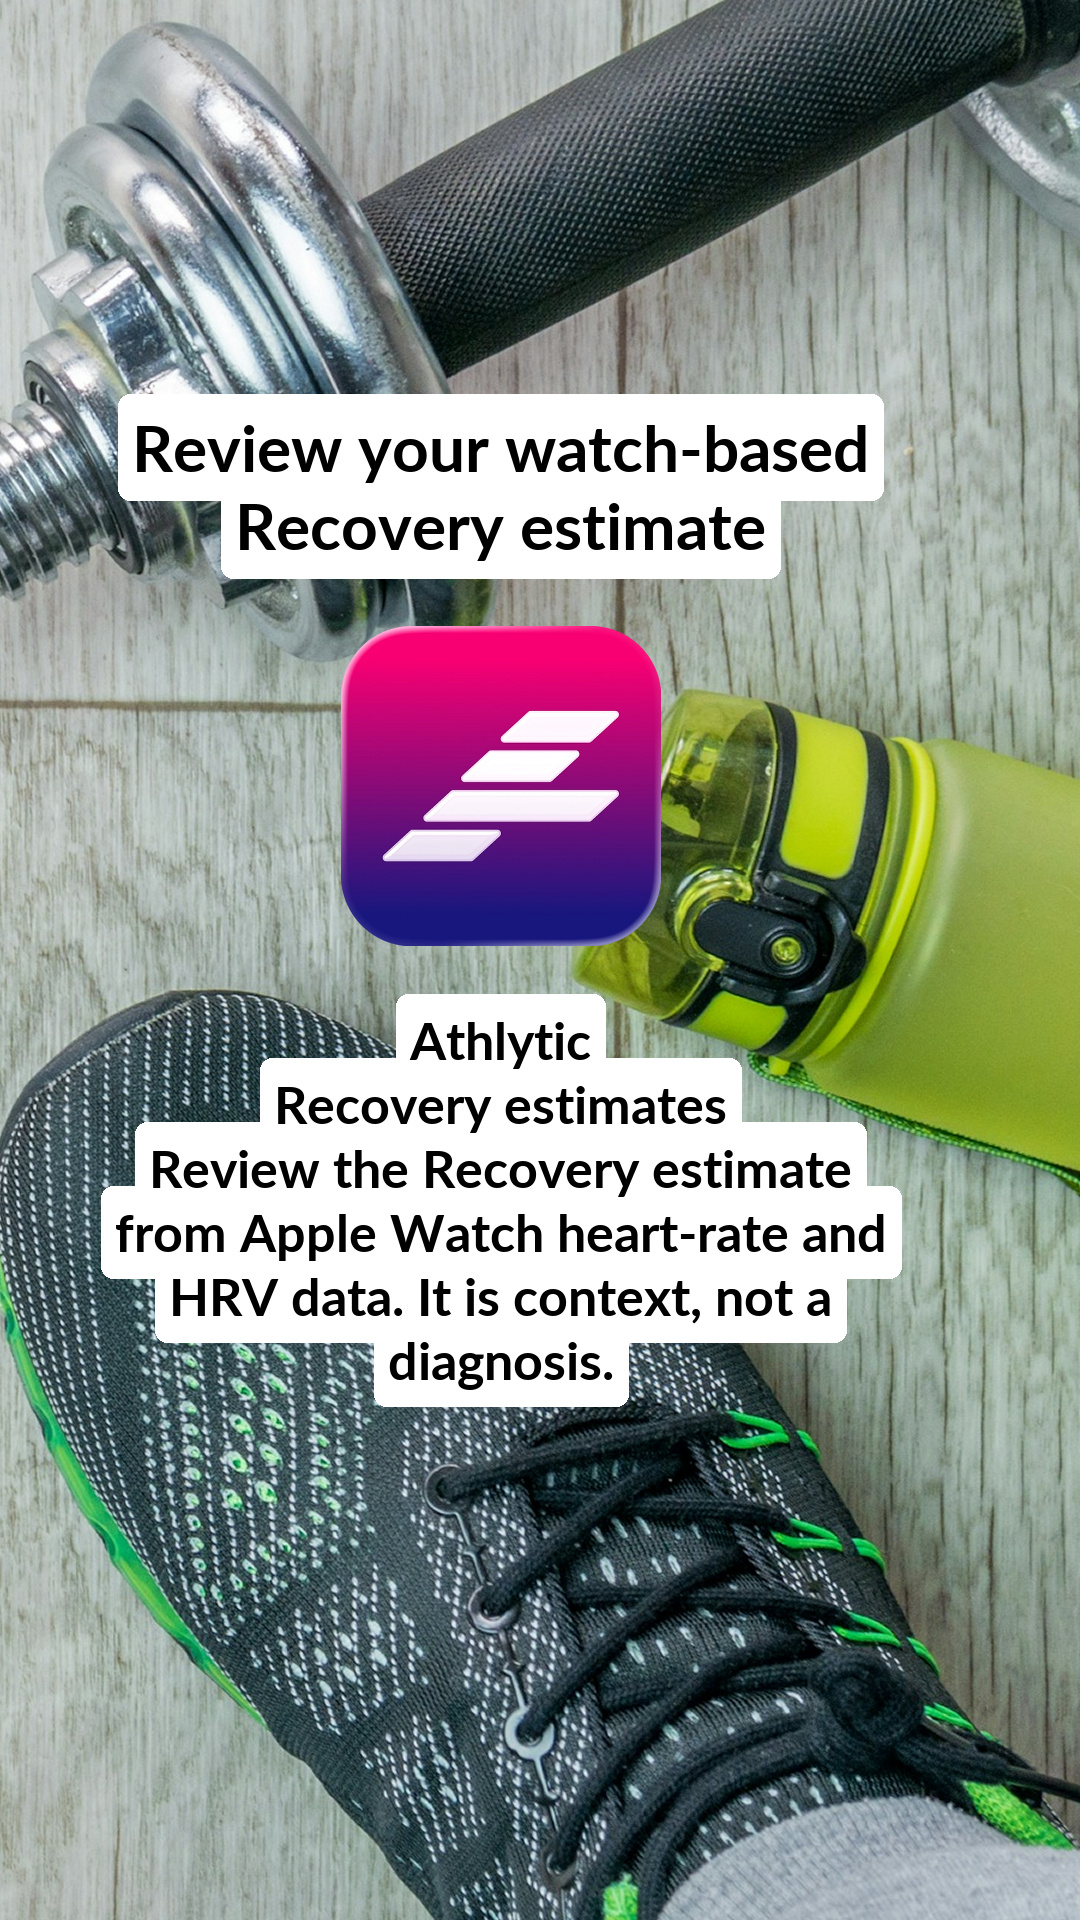 Review your watch-based
Recovery estimate
Athlytic
Recovery estimates
Review the Recovery estimate
from Apple Watch heart-rate and
HRV data. It is context, not a
diagnosis.